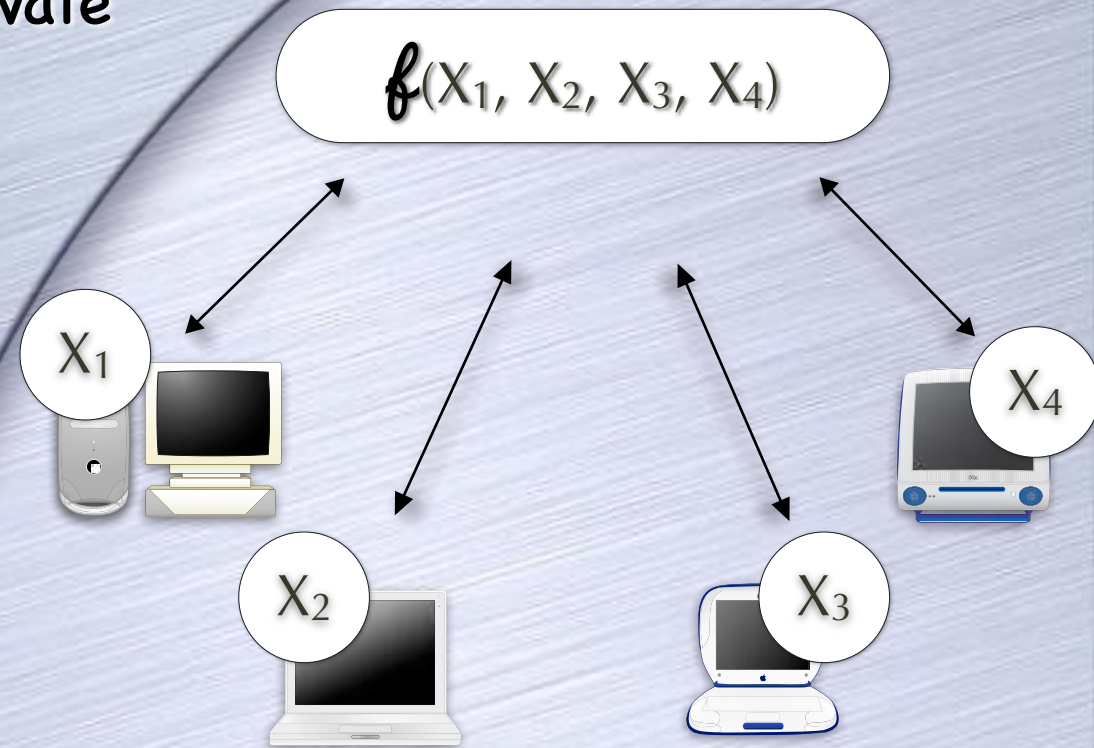 f(X₁, X₂, X₃, X₄)
X₁
X₄
X₂
X₃